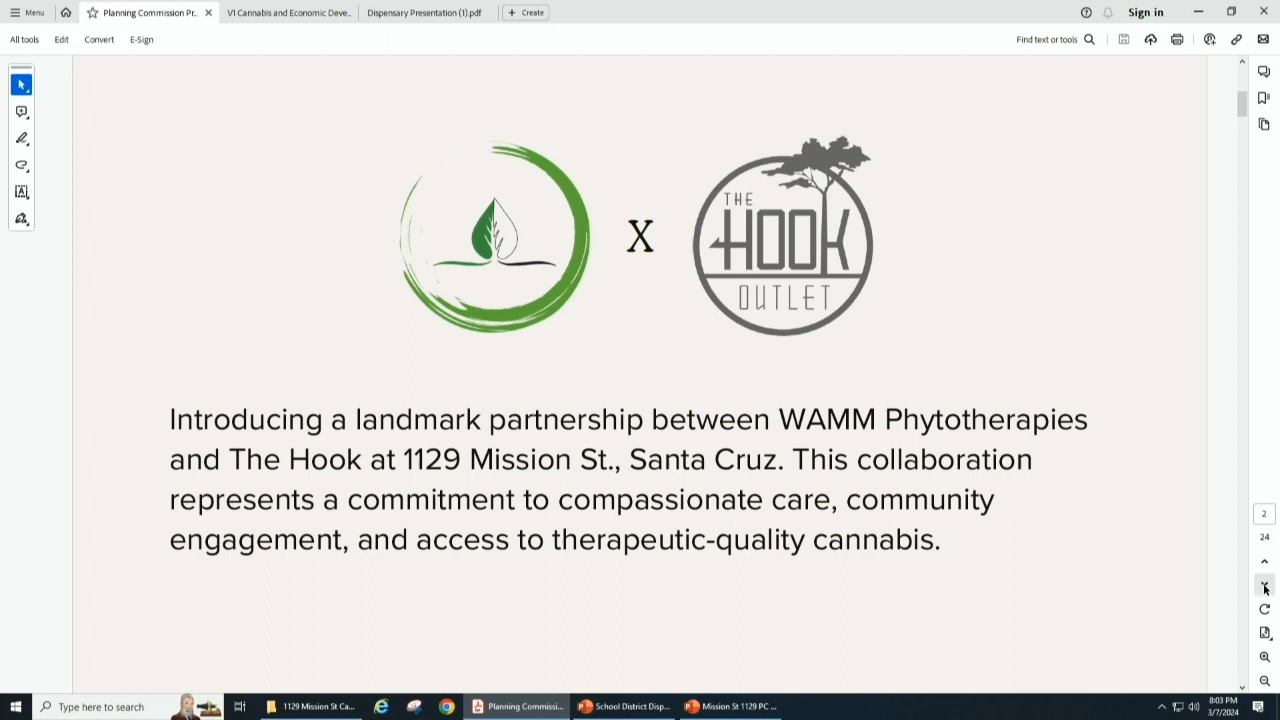 Menu
Planning Commission Pr...
VI Cannabis and Economic Deve...
Dispensary Presentation (1).pdf
+ Create
Sign in
All tools
Edit
Convert
E-Sign
Find text or tools
X
THE
HOOK
OUTLET
Introducing a landmark partnership between WAMM Phytotherapies
and The Hook at 1129 Mission St., Santa Cruz. This collaboration
represents a commitment to compassionate care, community
engagement, and access to therapeutic-quality cannabis.
2
24
Type here to search
1129 Mission St Ca...
Planning Commissi...
School District Disp...
Mission St 1129 PC ...
8:03 PM
3/7/2024